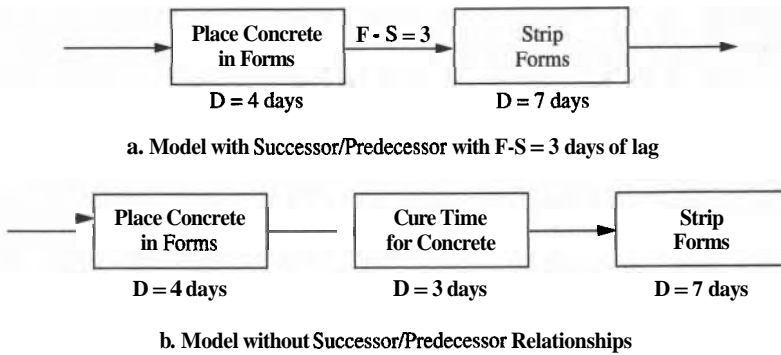 Place Concrete
in Forms
F - S = 3
Strip
Forms
D = 4 days
D = 7 days
a. Model with Successor/Predecessor with F-S = 3 days of lag
Place Concrete
in Forms
Cure Time
for Concrete
Strip
Forms
D = 4 days
D = 3 days
D = 7 days
b. Model without Successor/Predecessor Relationships